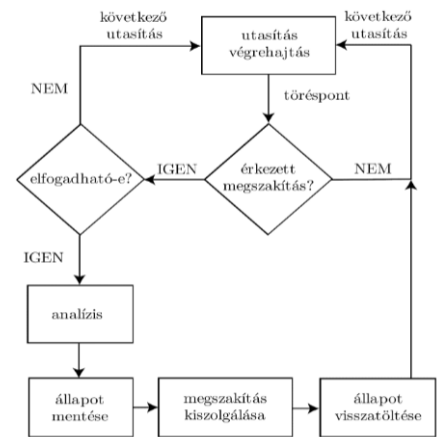 következő
utasítás
utasítás
végrehajtás
következő
utasítás
NEM
töréspont
elfogadható-e?
IGEN
érkezett
megszakítás?
NEM
IGEN
analízis
állapot
mentése
megszakítás
kiszolgálása
állapot
visszatöltése